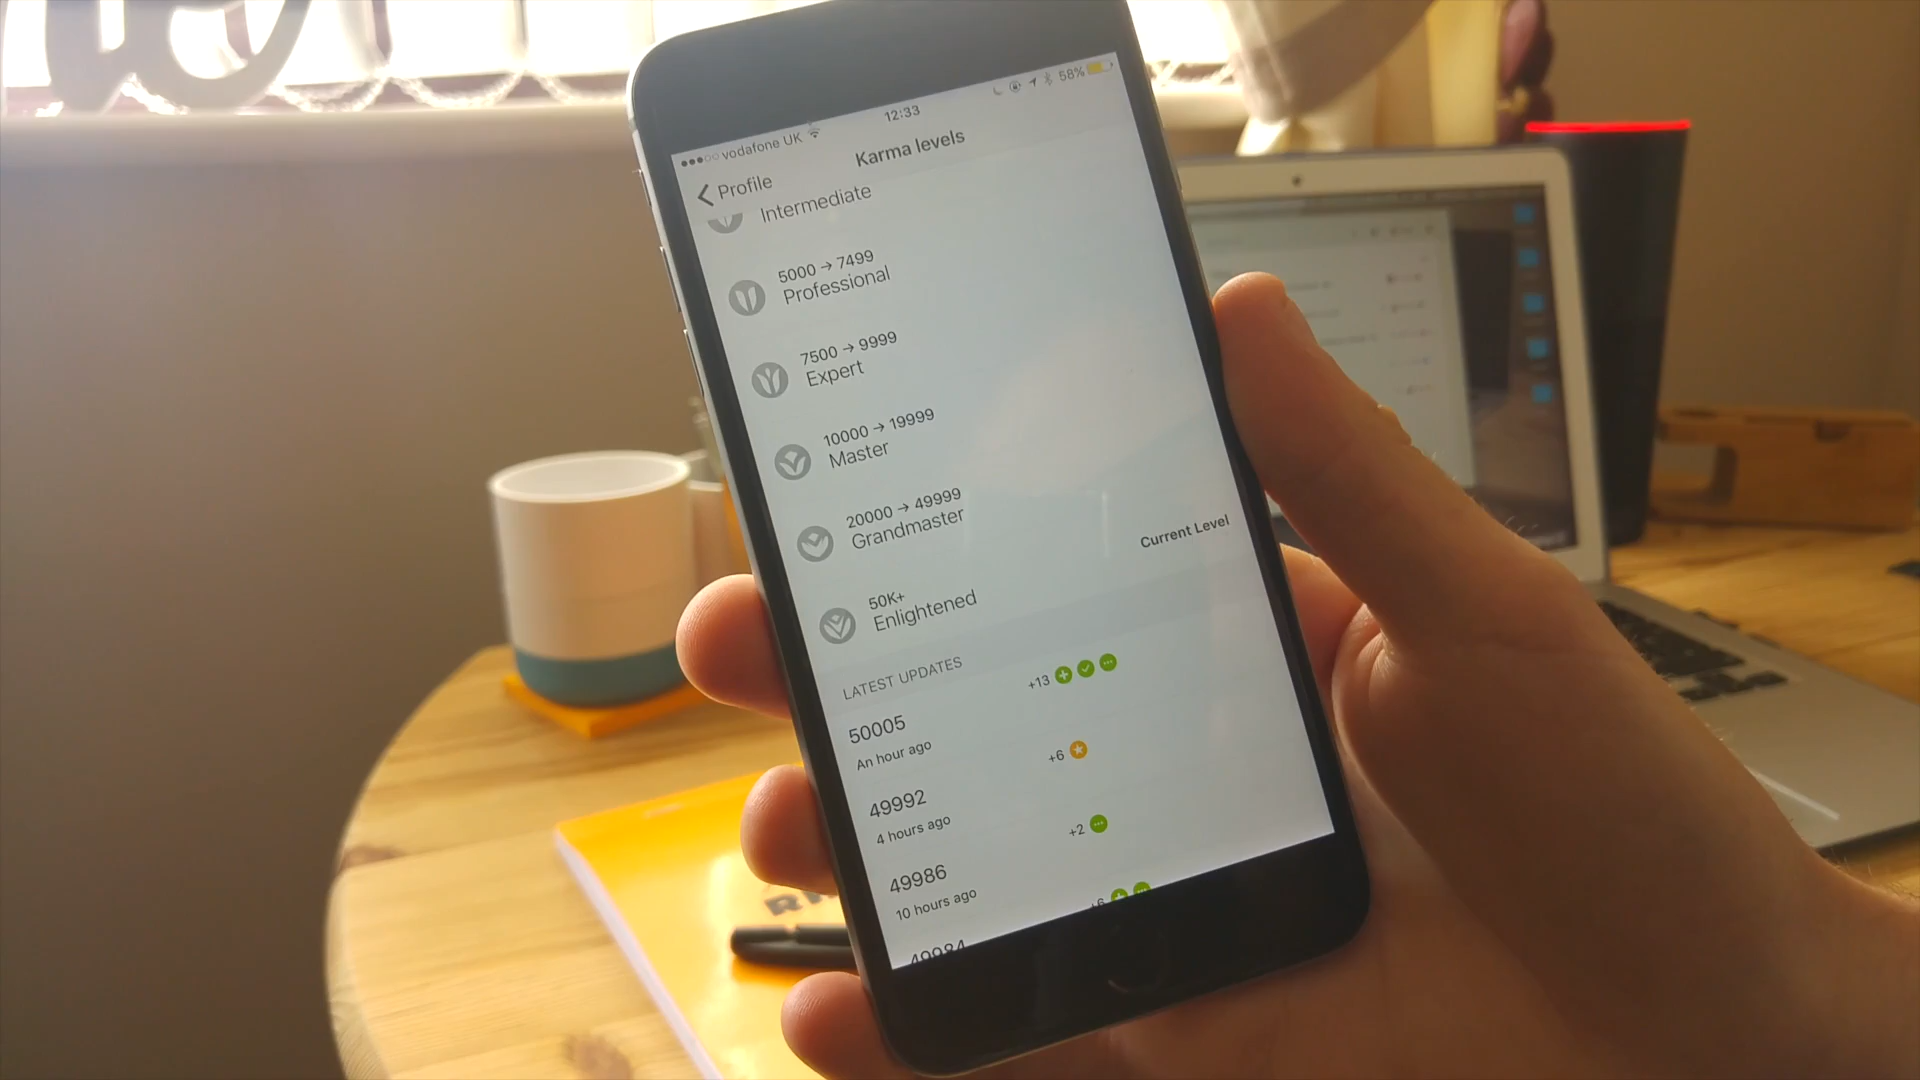 vodafone UK 12:33 58%
Profile Karma levels
Intermediate
5000 → 7499
Professional
7500 → 9999
Expert
10000 → 19999
Master
20000 → 49999
Grandmaster
50K+
Enlightened
Current Level
LATEST UPDATES
50005 +13
An hour ago
49992 +6
4 hours ago
49986 +2
10 hours ago
49984 +6